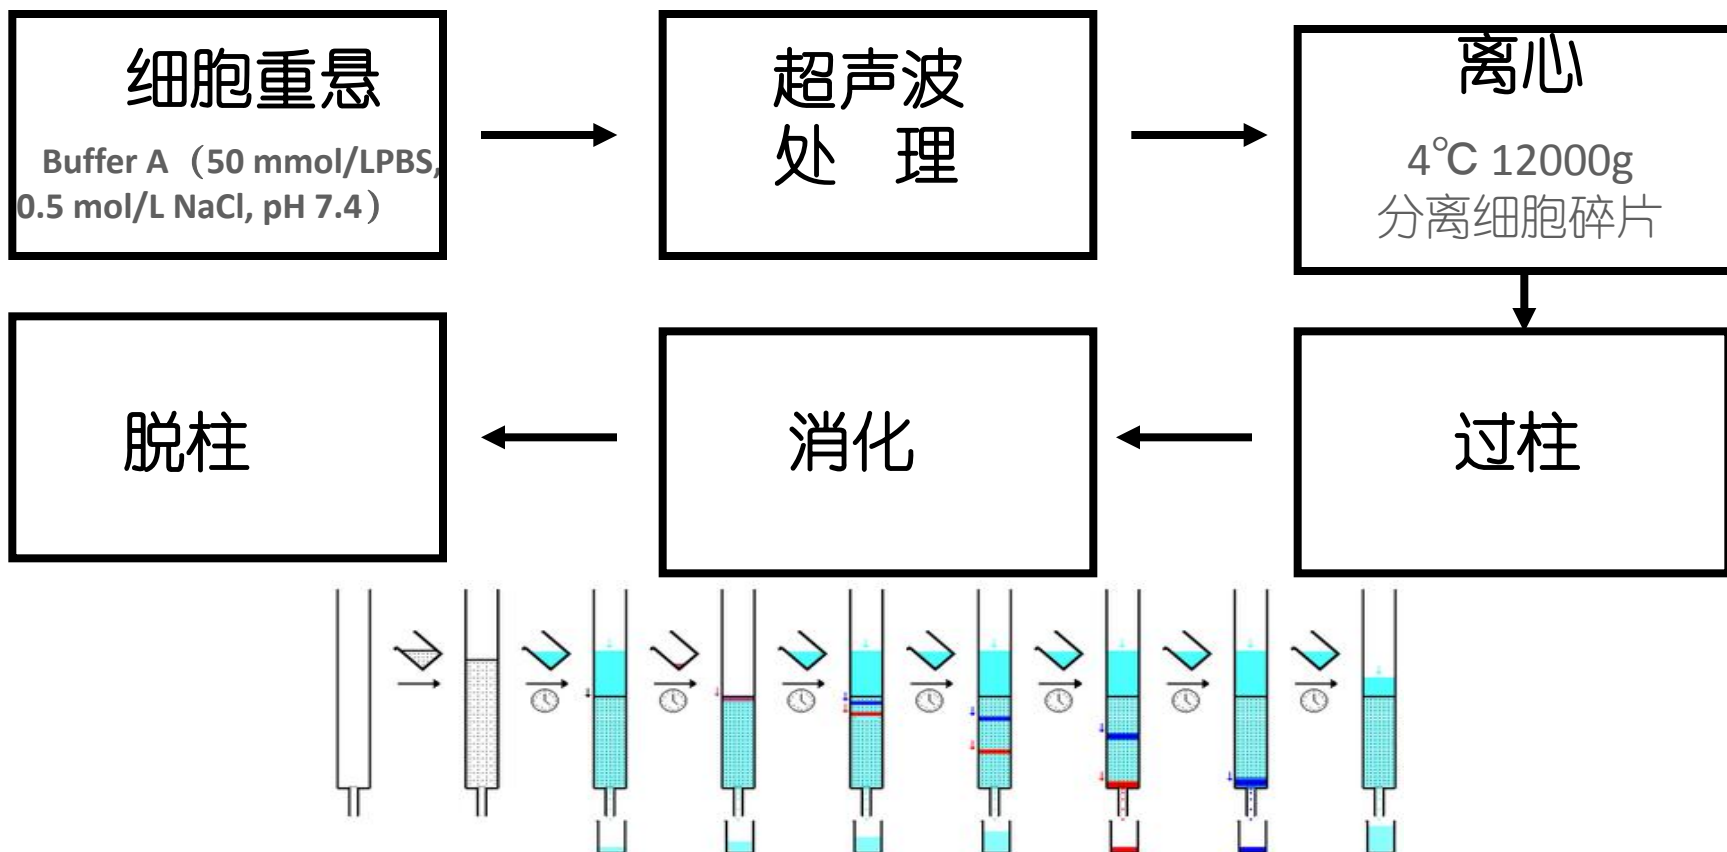 细胞重悬
Buffer A（50 mmol/LPBS,
0.5 mol/L NaCl, pH 7.4）
超声波
处 理
离心
4℃ 12000g
分离细胞碎片
过柱
消化
脱柱